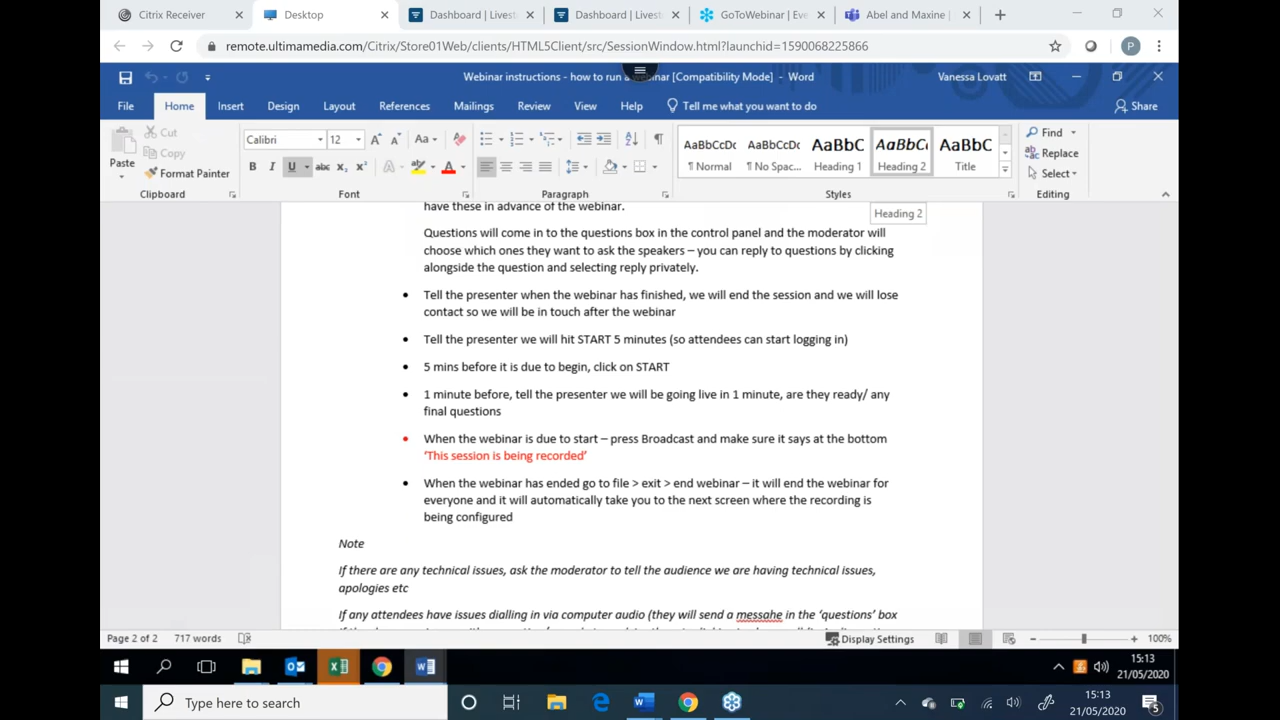 Citrix Receiver
Desktop
Dashboard | Livest
Dashboard | Livest
GoToWebinar | Eve
Abel and Maxine |
remote.ultimamedia.com/Citrix/Store01Web/clients/HTML5Client/src/SessionWindow.html?launchid=1590068225866
P
Webinar instructions - how to run a webinar [Compatibility Mode] - Word
Vanessa Lovatt
File Home Insert Design Layout References Mailings Review View Help Tell me what you want to do Share
Paste
Cut
Copy
Format Painter
Clipboard
Calibri 12
Font
Paragraph
AaBbCcDc AaBbCcDc AaBbC AaBbC AaBbC
¶ Normal ¶ No Spac... Heading 1 Heading 2 Title
Styles
Find
Replace
Select
Editing
Heading 2
have these in advance of the webinar.
Questions will come in to the questions box in the control panel and the moderator will
choose which ones they want to ask the speakers – you can reply to questions by clicking
alongside the question and selecting reply privately.
• Tell the presenter when the webinar has finished, we will end the session and we will lose
contact so we will be in touch after the webinar
• Tell the presenter we will hit START 5 minutes (so attendees can start logging in)
• 5 mins before it is due to begin, click on START
• 1 minute before, tell the presenter we will be going live in 1 minute, are they ready/ any
final questions
• When the webinar is due to start – press Broadcast and make sure it says at the bottom
‘This session is being recorded’
• When the webinar has ended go to file > exit > end webinar – it will end the webinar for
everyone and it will automatically take you to the next screen where the recording is
being configured
Note
If there are any technical issues, ask the moderator to tell the audience we are having technical issues,
apologies etc
If any attendees have issues dialling in via computer audio (they will send a messahe in the ‘questions’ box
Page 2 of 2 717 words
Display Settings
100%
15:13
21/05/2020
Type here to search
15:13
21/05/2020
5